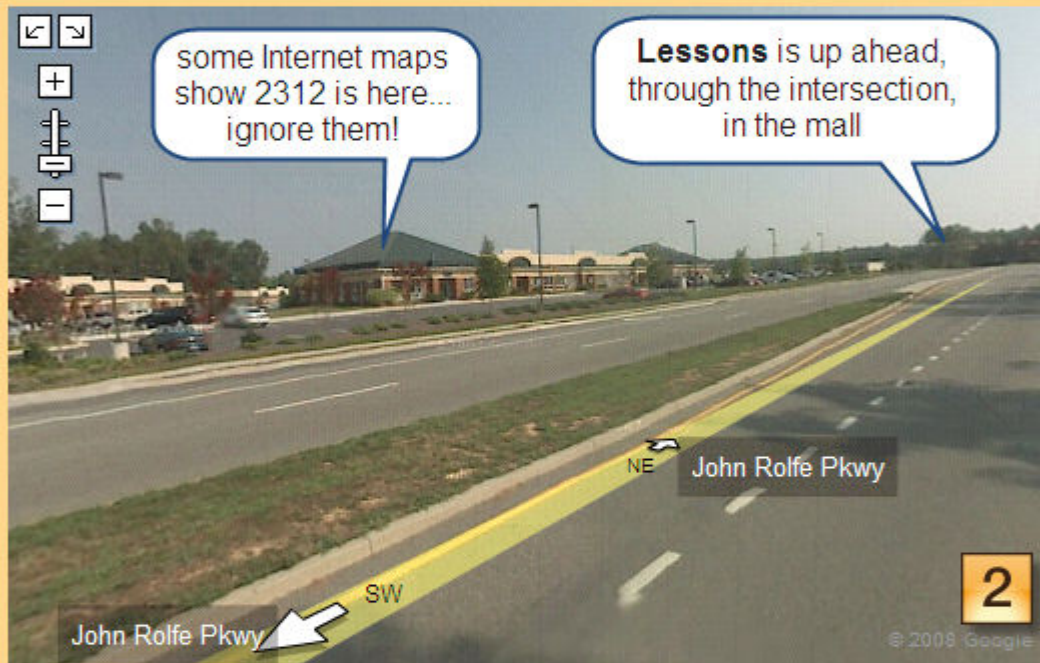 some Internet maps
show 2312 is here...
ignore them!
Lessons is up ahead,
through the intersection,
in the mall
NE
John Rolfe Pkwy
SW
John Rolfe Pkwy
2
© 2008 Google